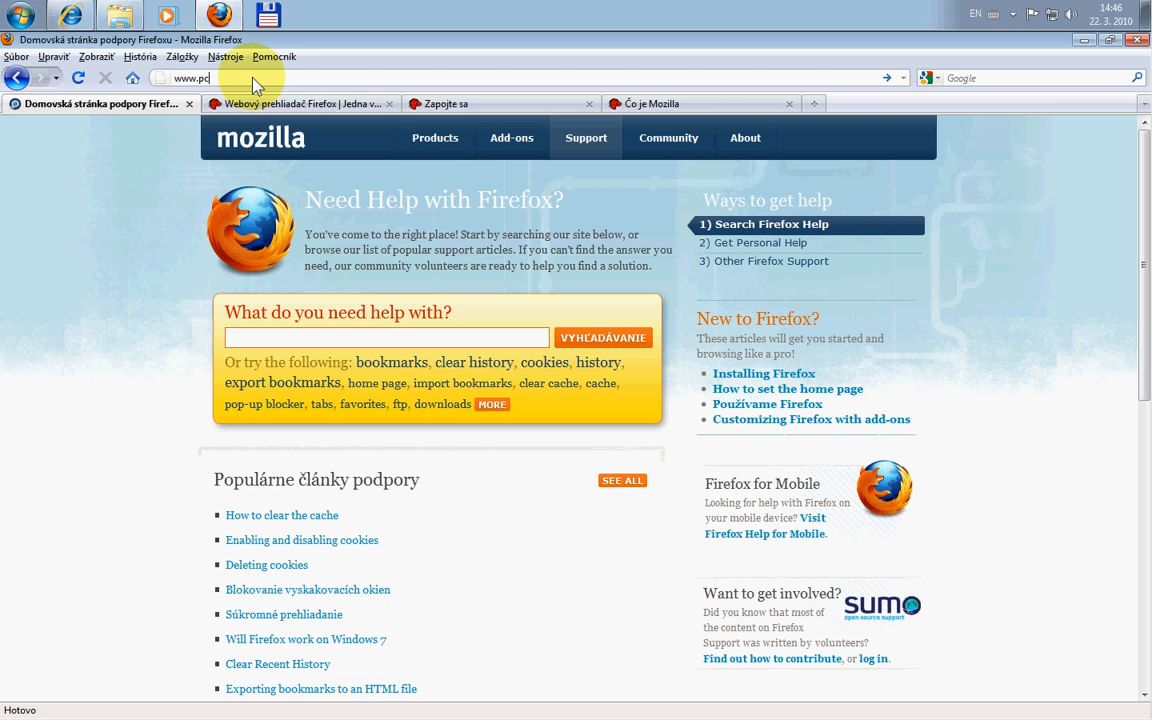 EN
14:46
22. 3. 2010
Domovská stránka podpory Firefoxu - Mozilla Firefox
Súbor Upraviť Zobraziť História Záložky Nástroje Pomocník
www.pc
Google
Domovská stránka podpory Firef...
Webový prehliadač Firefox | Jedna v...
Zapojte sa
Čo je Mozilla
mozilla
Products Add-ons Support Community About
Need Help with Firefox?
You've come to the right place! Start by searching our site below, or
browse our list of popular support articles. If you can't find the answer you
need, our community volunteers are ready to help you find a solution.
Ways to get help
1) Search Firefox Help
2) Get Personal Help
3) Other Firefox Support
What do you need help with?
VYHĽADÁVANIE
Or try the following: bookmarks, clear history, cookies, history,
export bookmarks, home page, import bookmarks, clear cache, cache,
pop-up blocker, tabs, favorites, ftp, downloads MORE
New to Firefox?
These articles will get you started and
browsing like a pro!
Installing Firefox
How to set the home page
Používame Firefox
Customizing Firefox with add-ons
Populárne články podpory
SEE ALL
How to clear the cache
Enabling and disabling cookies
Deleting cookies
Blokovanie vyskakovacích okien
Súkromné prehliadanie
Will Firefox work on Windows 7
Clear Recent History
Exporting bookmarks to an HTML file
Firefox for Mobile
Looking for help with Firefox on
your mobile device? Visit
Firefox Help for Mobile.
Want to get involved?
Did you know that most of
the content on Firefox
Support was written by volunteers?
Find out how to contribute, or log in.
sumo
open source support
Hotovo